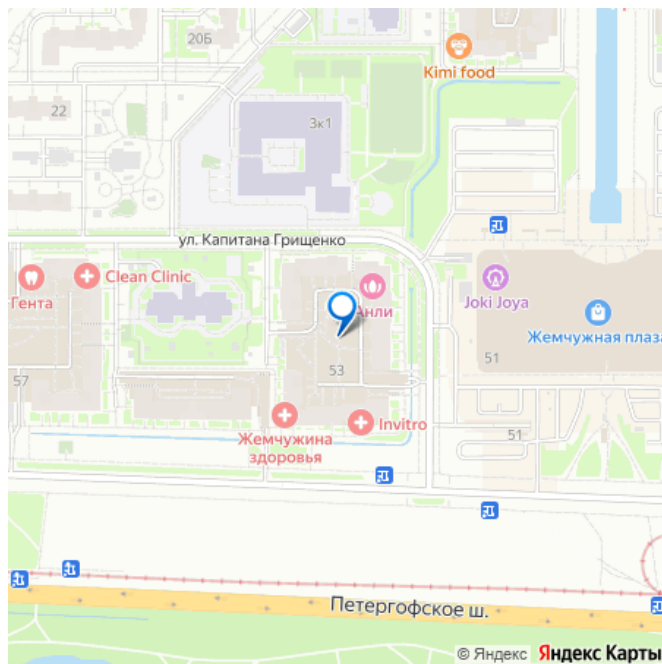 20Б
Kimi food
22
3к1
ул. Капитана Грищенко
Clean Clinic
Гента
Joki Joya
Анли
Жемчужная плаза
51
53
57
Invitro
Жемчужина
здоровья
51
Петергофское ш.
© Яндекс Яндекс Карты